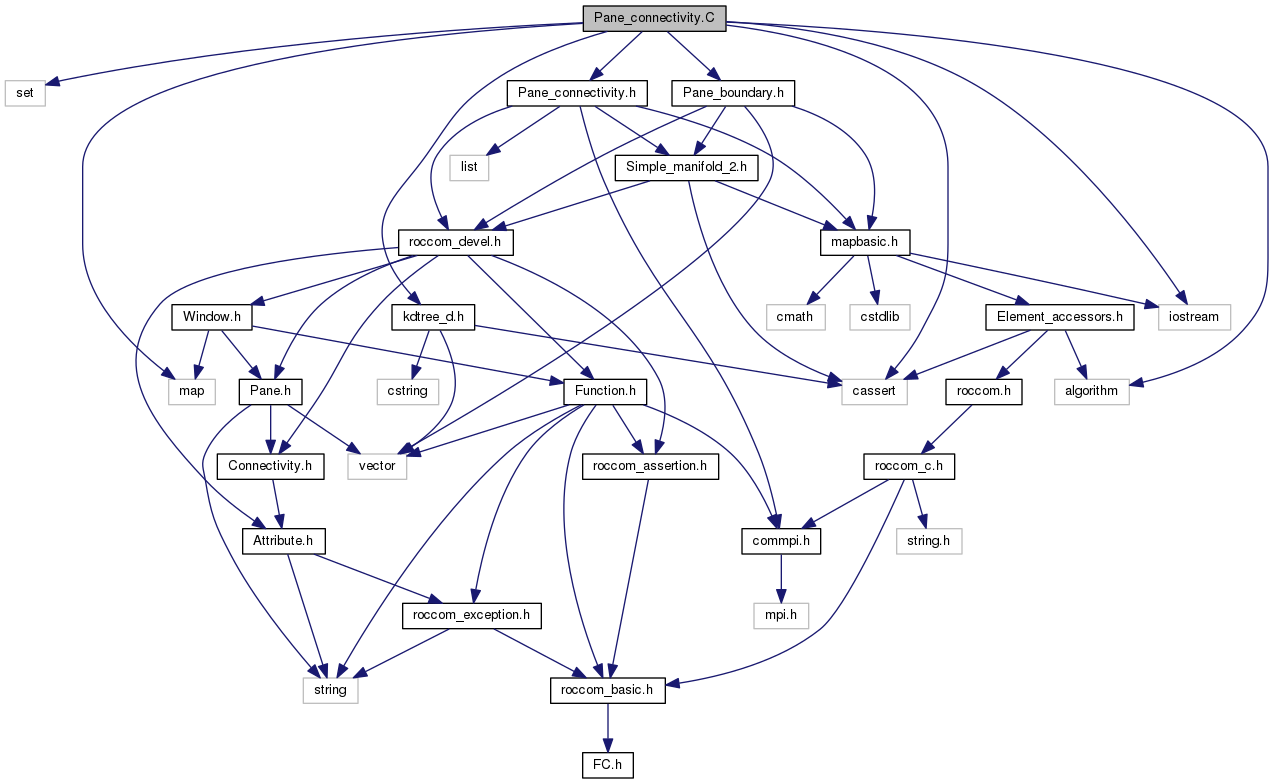 Pane_connectivity.C
set
Pane_connectivity.h
Pane_boundary.h
list
Simple_manifold_2.h
roccom_devel.h
mapbasic.h
Window.h
kdtree_d.h
cmath
cstdlib
Element_accessors.h
iostream
map
Pane.h
cstring
Function.h
cassert
roccom.h
algorithm
Connectivity.h
vector
roccom_assertion.h
roccom_c.h
Attribute.h
commpi.h
string.h
roccom_exception.h
mpi.h
string
roccom_basic.h
FC.h